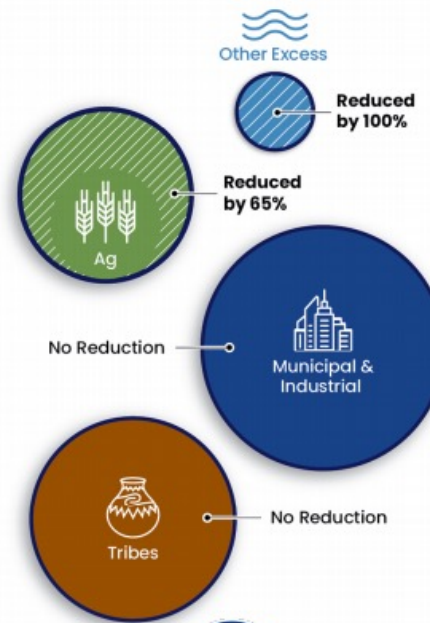 Other Excess
Reduced
by 100%
Reduced
by 65%
Ag
No Reduction
Municipal &
Industrial
No Reduction
Tribes